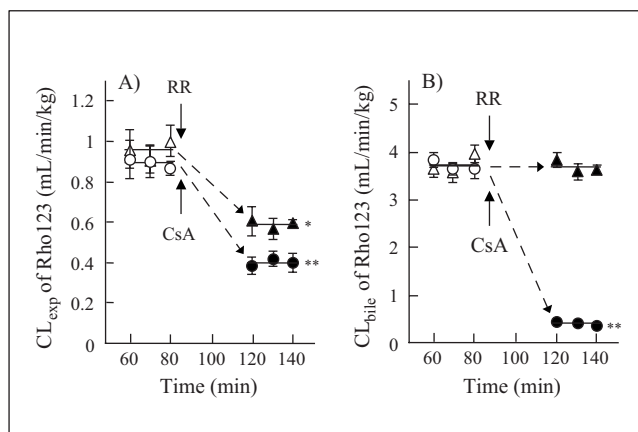 A)
RR
CsA
CL_exp of Rho123 (mL/min/kg)
1.2
1
0.8
0.6
0.4
0.2
0
60 80 100 120 140
Time (min)
*
**
B)
RR
CsA
CL_bile of Rho123 (mL/min/kg)
5
4
3
2
1
0
60 80 100 120 140
Time (min)
**